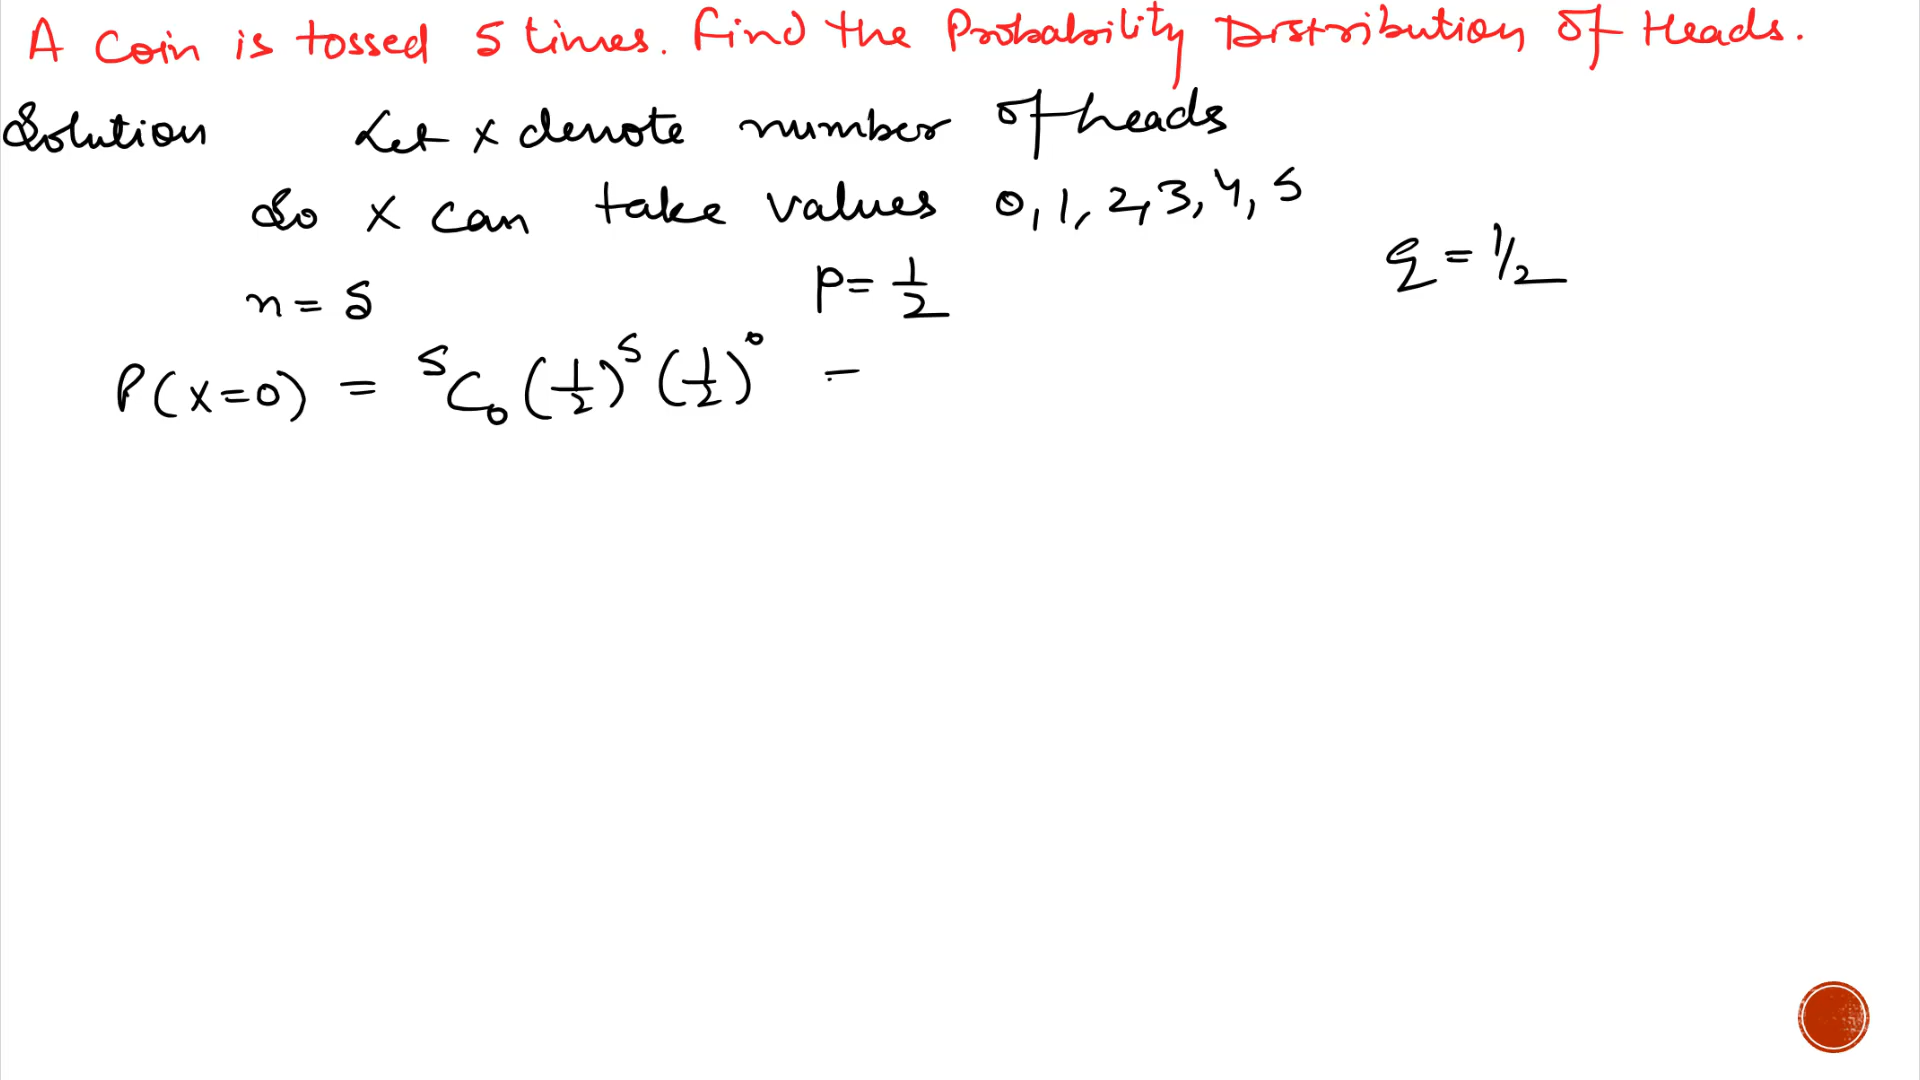 A Coin is tossed 5 times. Find the Probability Distribution of Heads.
Solution Let x denote number of heads
So X can take values 0, 1, 2, 3, 4, 5
n = 5 P = 1/2 q = 1/2
P(X=0) = ⁵C₀ (1/2)⁵ (1/2)⁰ =